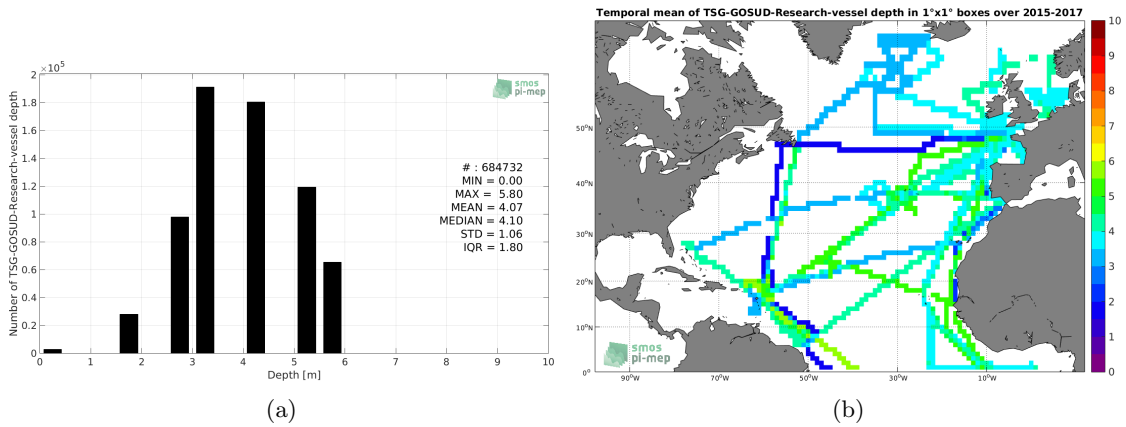 ×10⁵
2
1.8
1.6
1.4
1.2
1
0.8
0.6
0.4
0.2
0
Number of TSG-GOSUD-Research-vessel depth
smos
pi-mep
# : 684732
MIN = 0.00
MAX = 5.80
MEAN = 4.07
MEDIAN = 4.10
STD = 1.06
IQR = 1.80
0 1 2 3 4 5 6 7 8 9 10
Depth [m]
(a)
Temporal mean of TSG-GOSUD-Research-vessel depth in 1°x1° boxes over 2015-2017
50°N
40°N
30°N
20°N
10°N
0°
90°W 70°W 50°W 30°W 10°W
smos
pi-mep
10
9
8
7
6
5
4
3
2
1
0
(b)